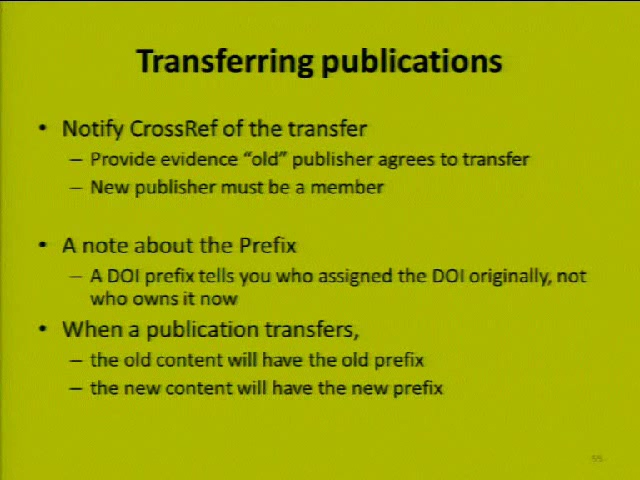 Transferring publications
• Notify CrossRef of the transfer
– Provide evidence “old” publisher agrees to transfer
– New publisher must be a member
• A note about the Prefix
– A DOI prefix tells you who assigned the DOI originally, not
who owns it now
• When a publication transfers,
– the old content will have the old prefix
– the new content will have the new prefix